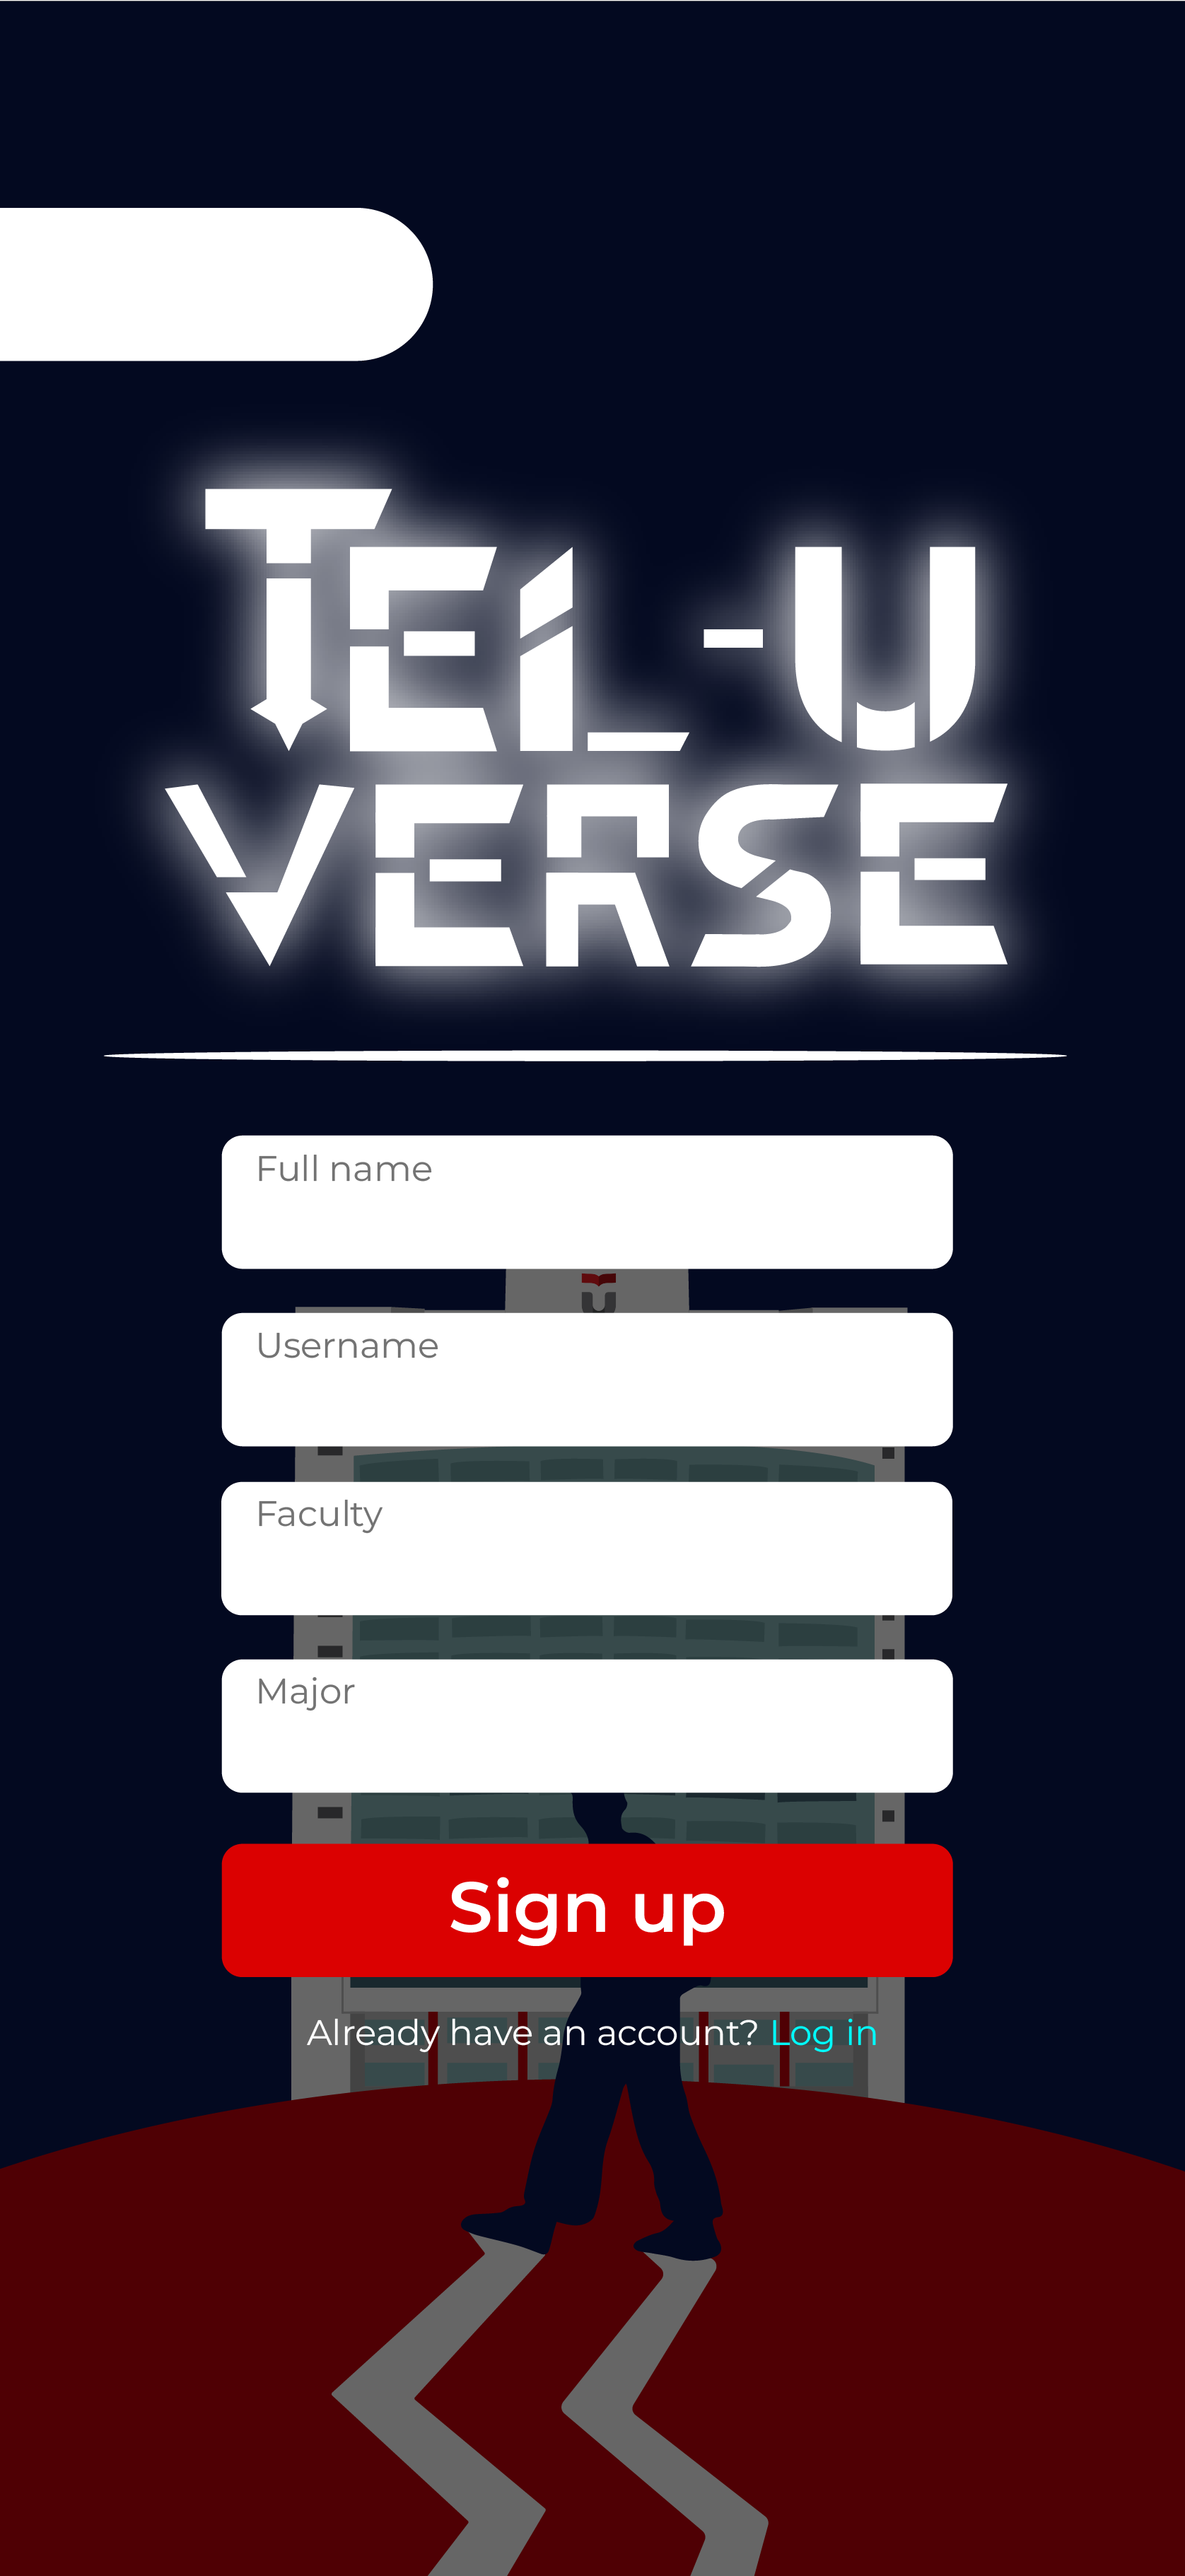 TEL-U
VERSE
Full name
Username
Faculty
Major
Sign up
Already have an account? Log in